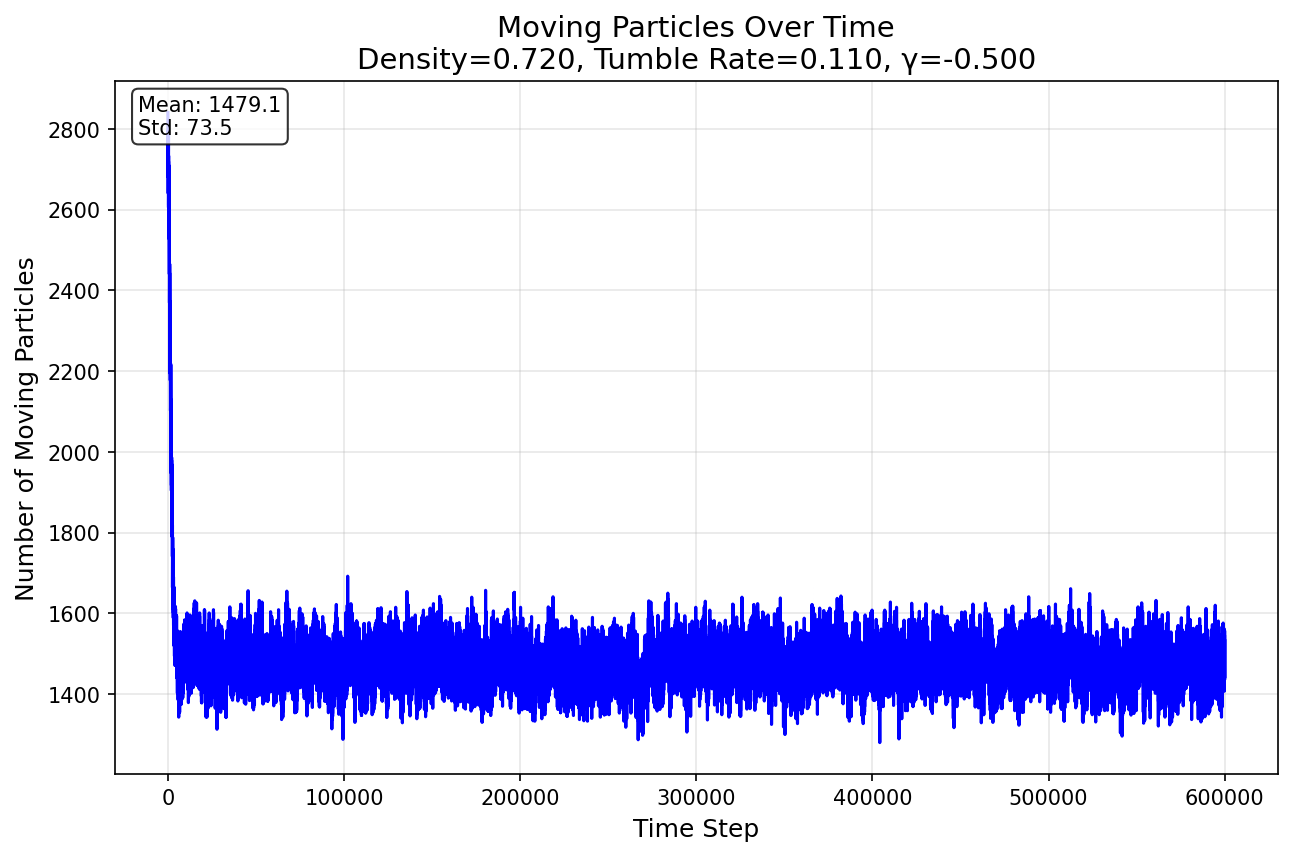 Moving Particles Over Time
Density=0.720, Tumble Rate=0.110, γ=-0.500
Mean: 1479.1
Std: 73.5
Number of Moving Particles
2800
2600
2400
2200
2000
1800
1600
1400
0 100000 200000 300000 400000 500000 600000
Time Step